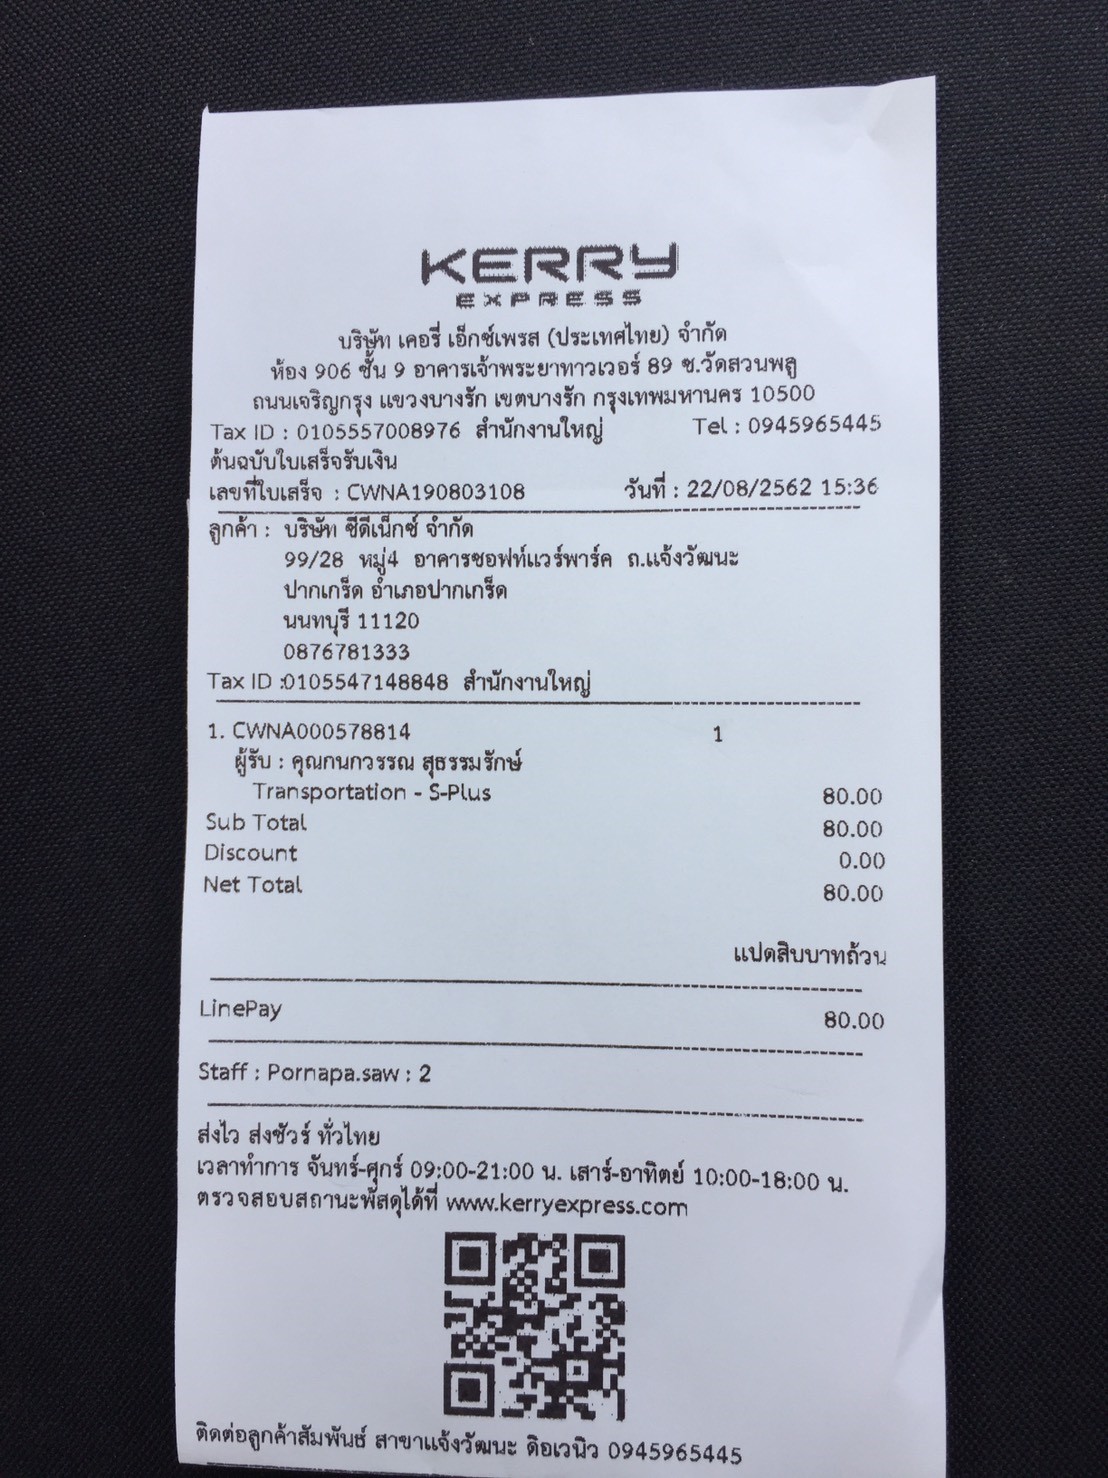 KERRY
EXPRESS
บริษัท เคอรี่ เอ็กซ์เพรส (ประเทศไทย) จำกัด
ห้อง 906 ชั้น 9 อาคารเจ้าพระยาทาวเวอร์ 89 ซ.วัดสวนพลู
ถนนเจริญกรุง แขวงบางรัก เขตบางรัก กรุงเทพมหานคร 10500
Tax ID : 0105557008976 สำนักงานใหญ่ Tel : 0945965445
ต้นฉบับใบเสร็จรับเงิน
เลขที่ใบเสร็จ : CWNA190803108 วันที่ : 22/08/2562 15:36
ลูกค้า : บริษัท ซีดีเน็กซ์ จำกัด
99/28 หมู่4 อาคารซอฟท์แวร์พาร์ค ถ.แจ้งวัฒนะ
ปากเกร็ด อำเภอปากเกร็ด
นนทบุรี 11120
0876781333
Tax ID :0105547148848 สำนักงานใหญ่
1. CWNA000578814 1
ผู้รับ : คุณกนกวรรณ สุธรรมรักษ์
Transportation - S-Plus 80.00
Sub Total 80.00
Discount 0.00
Net Total 80.00
แปดสิบบาทถ้วน
LinePay 80.00
Staff : Pornapa.saw : 2
ส่งไว ส่งชัวร์ ทั่วไทย
เวลาทำการ จันทร์-ศุกร์ 09:00-21:00 น. เสาร์-อาทิตย์ 10:00-18:00 น.
ตรวจสอบสถานะพัสดุได้ที่ www.kerryexpress.com
ติดต่อลูกค้าสัมพันธ์ สาขาแจ้งวัฒนะ ดิอเวนิว 0945965445